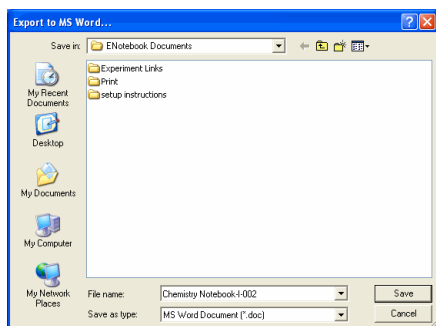 Export to MS Word...
Save in: ENotebook Documents
My Recent Documents
Desktop
My Documents
My Computer
My Network Places
Experiment Links
Print
setup instructions
File name: Chemistry Notebook-I-002 Save
Save as type: MS Word Document (*.doc) Cancel